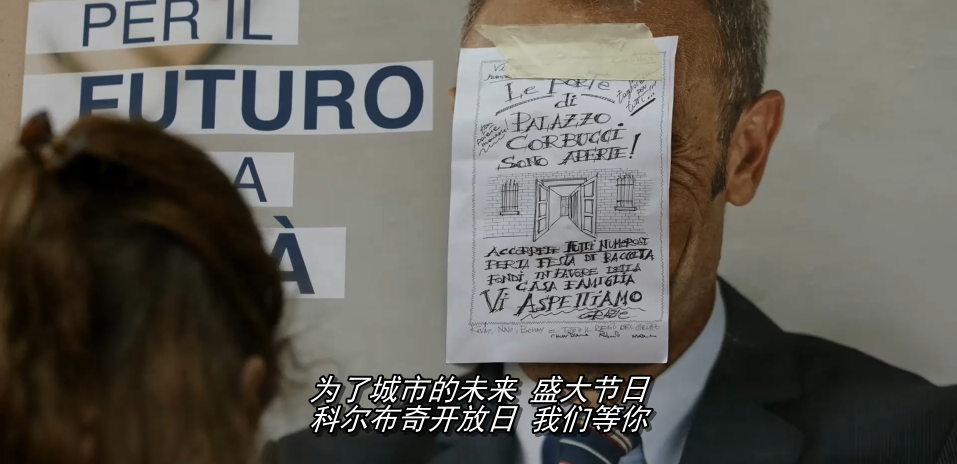 PER IL
FUTURO
A
À
Le Porte
di
PALAZZO
CORBUCCI
SONO APERTE!
ACCORRETE TUTTI NUMEROSI
PER LA FESTA DI RACCOLTA
FONDI, IN FAVORE DELLA
CASA FAMIGLIA
VI ASPETTIAMO
GRAZIE
为了城市的未来 盛大节日
科尔布奇开放日 我们等你